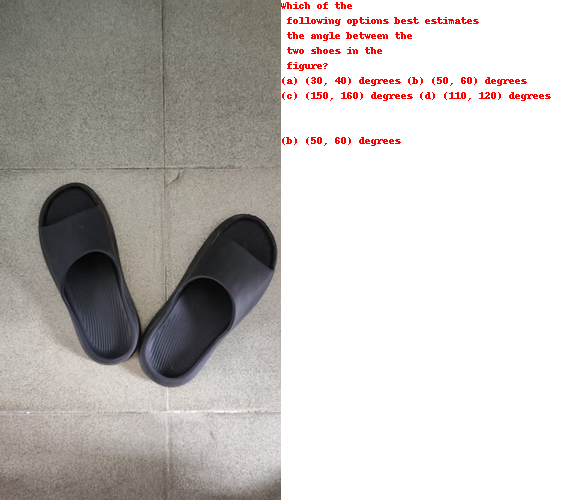 Which of the
following options best estimates
the angle between the
two shoes in the
figure?
(a) (30, 40) degrees (b) (50, 60) degrees
(c) (150, 160) degrees (d) (110, 120) degrees
(b) (50, 60) degrees